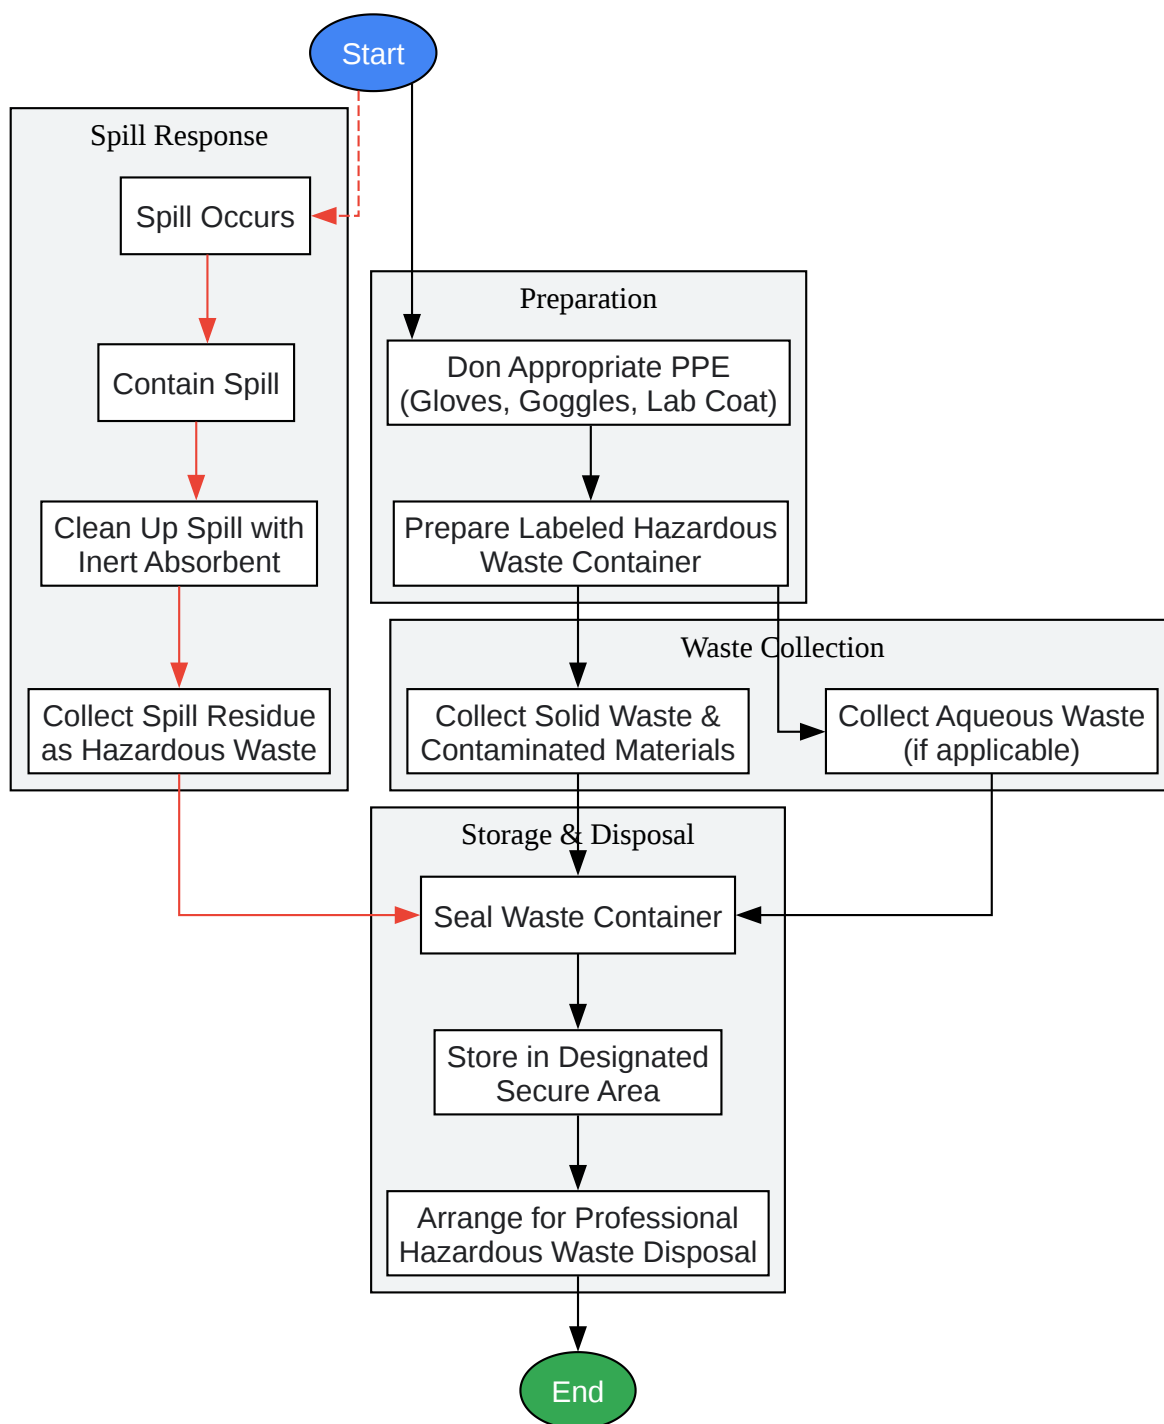 Start
Spill Response
Spill Occurs
Contain Spill
Clean Up Spill with
Inert Absorbent
Collect Spill Residue
as Hazardous Waste
Preparation
Don Appropriate PPE
(Gloves, Goggles, Lab Coat)
Prepare Labeled Hazardous
Waste Container
Waste Collection
Collect Solid Waste &
Contaminated Materials
Collect Aqueous Waste
(if applicable)
Storage & Disposal
Seal Waste Container
Store in Designated
Secure Area
Arrange for Professional
Hazardous Waste Disposal
End